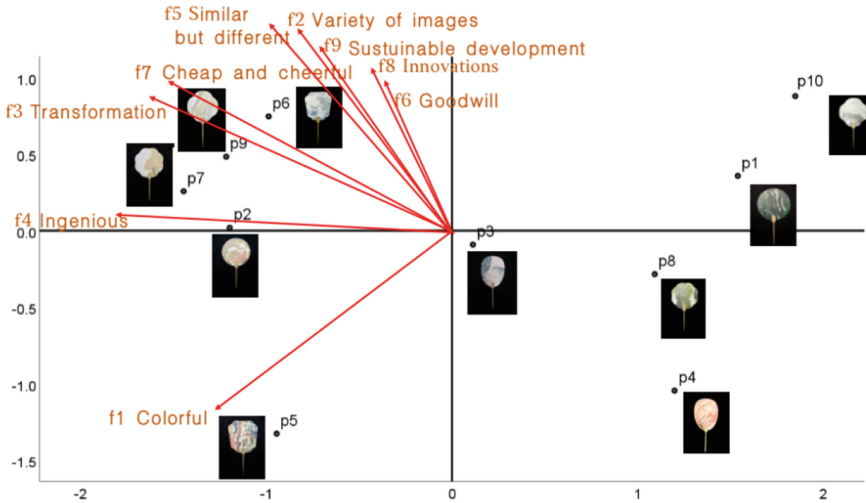 f5 Similar
but different
f2 Variety of images
f9 Sustuinable development
f8 Innovations
f7 Cheap and cheerful
f6 Goodwill
f3 Transformation
f4 Ingenious
f1 Colorful
p10
p6
p9
p1
p7
p2
p3
p8
p4
p5
1.0
0.5
0.0
-0.5
-1.0
-1.5
-2
-1
0
1
2